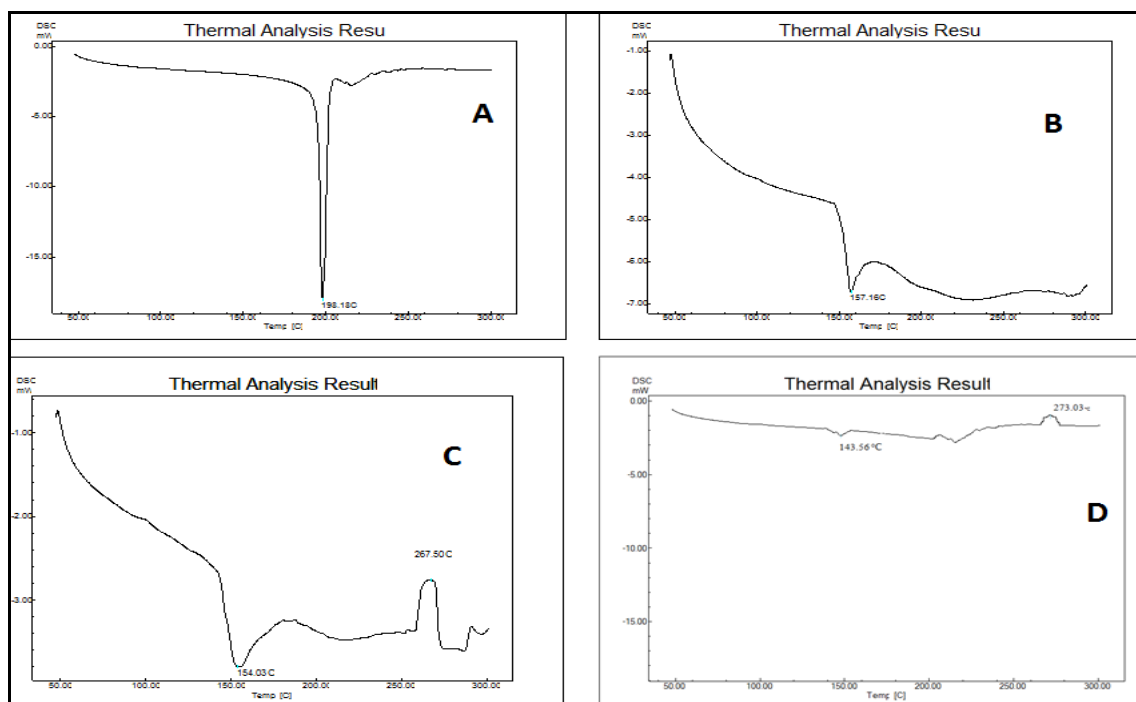 Thermal Analysis Resu
DSC
mW
0.00
-5.00
-10.00
-15.00
A
198.18C
50.00 100.00 150.00 200.00 250.00 300.00
Temp [C]
Thermal Analysis Resu
DSC
mW
-1.00
-2.00
-3.00
-4.00
-5.00
-6.00
-7.00
B
157.16C
50.00 100.00 150.00 200.00 250.00 300.00
Temp [C]
Thermal Analysis Result
DSC
mW
-1.00
-2.00
-3.00
C
267.50C
154.03C
50.00 100.00 150.00 200.00 250.00 300.00
Temp [C]
Thermal Analysis Result
DSC
mW
0.00
-5.00
-10.00
-15.00
273.03°c
143.56°C
D
50.00 100.00 150.00 200.00 250.00 300.00
Temp [C]